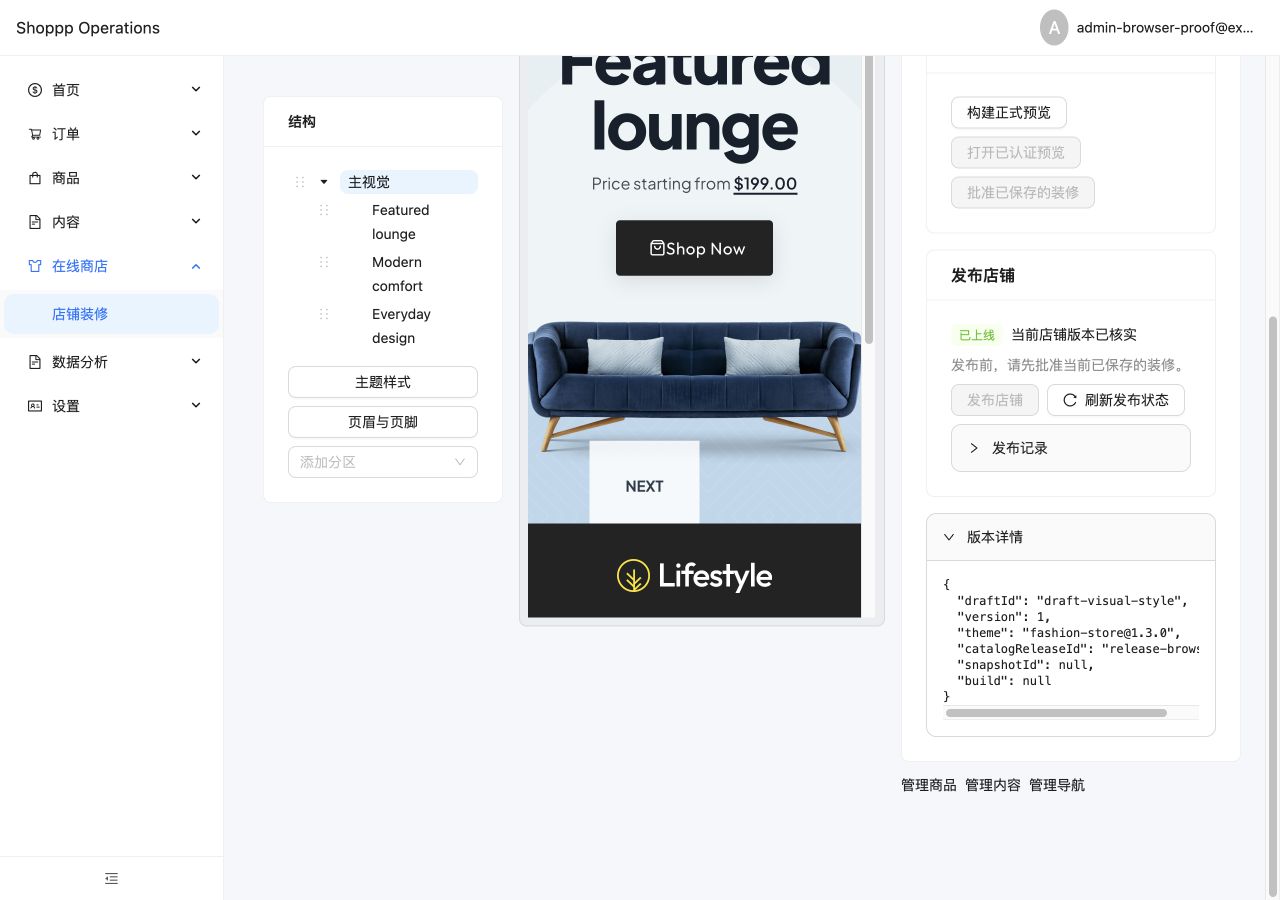 Shoppp Operations
A
admin-browser-proof@ex...
首页
订单
商品
内容
在线商店
店铺装修
数据分析
设置
结构
主视觉
Featured
lounge
Modern
comfort
Everyday
design
主题样式
页眉与页脚
添加分区
Featured
lounge
Price starting from $199.00
Shop Now
NEXT
Lifestyle
构建正式预览
打开已认证预览
批准已保存的装修
发布店铺
已上线 当前店铺版本已核实
发布前，请先批准当前已保存的装修。
发布店铺 刷新发布状态
发布记录
版本详情
{
"draftId": "draft-visual-style",
"version": 1,
"theme": "fashion-store@1.3.0",
"catalogReleaseId": "release-brows
"snapshotId": null,
"build": null
}
管理商品 管理内容 管理导航